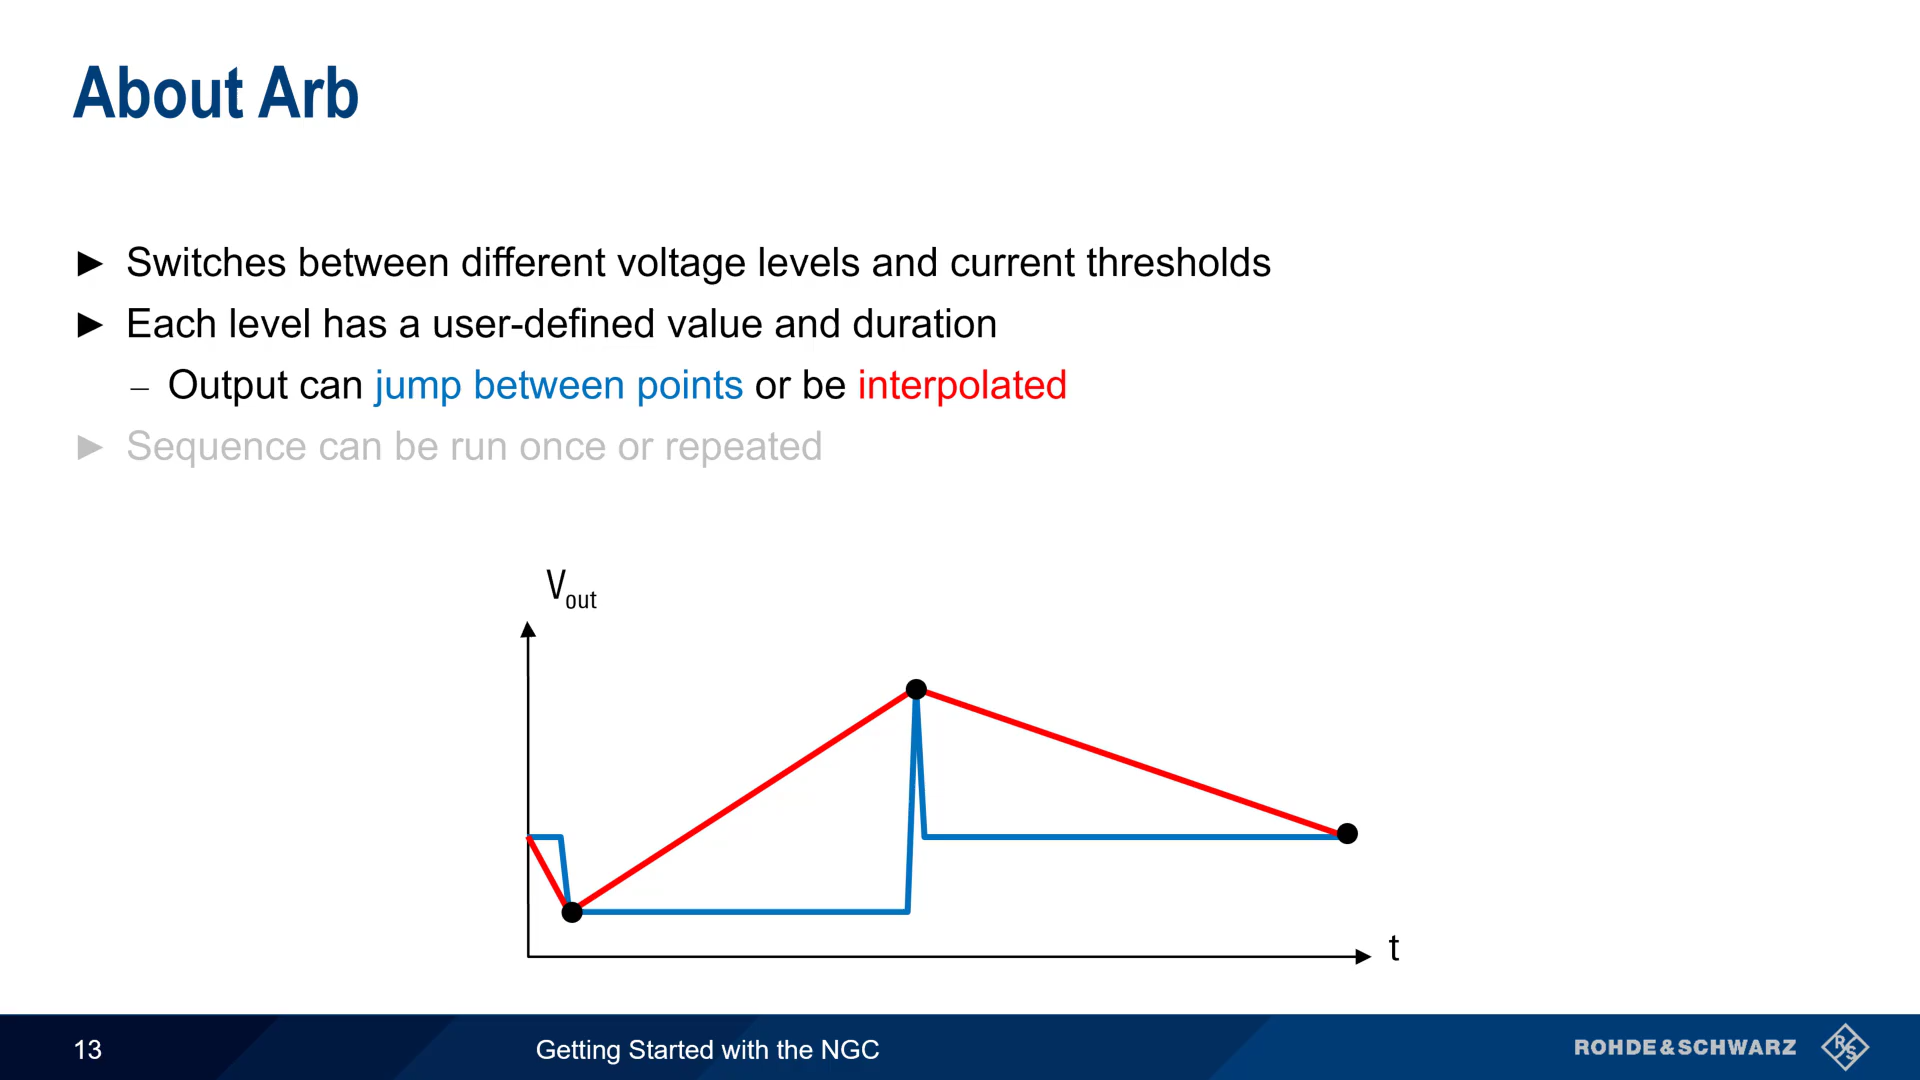 About Arb
► Switches between different voltage levels and current thresholds
► Each level has a user-defined value and duration
– Output can jump between points or be interpolated
► Sequence can be run once or repeated
Vout
t
13
Getting Started with the NGC
ROHDE&SCHWARZ
R S